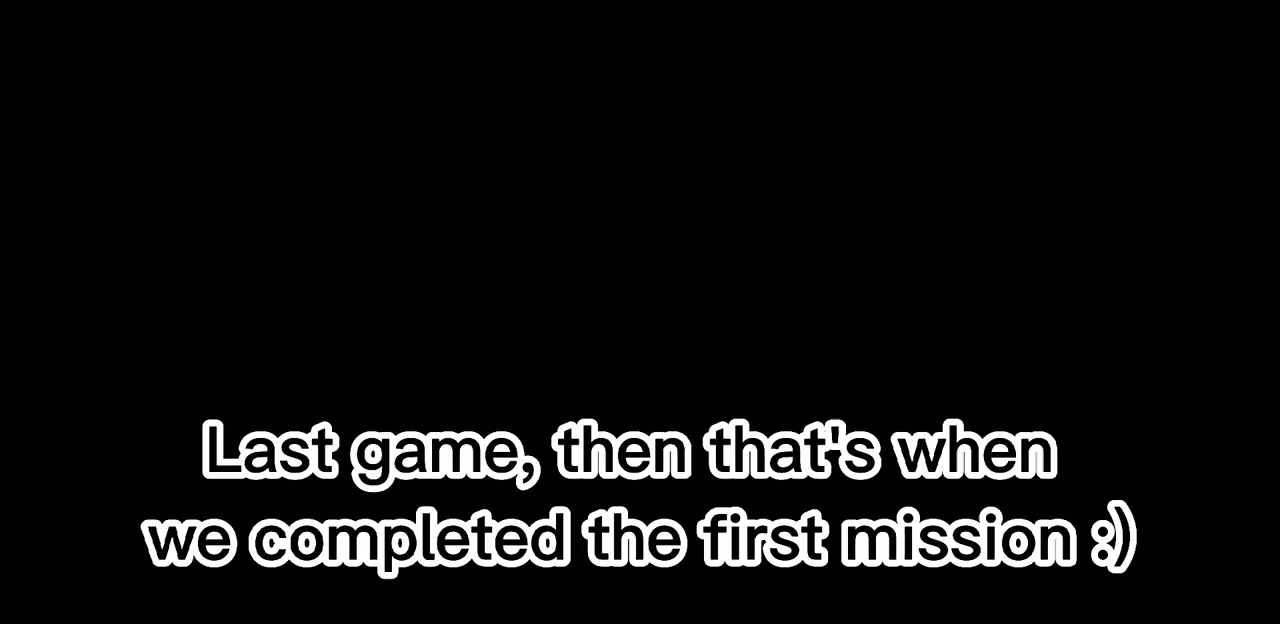 Last game, then that's when
we completed the first mission :)